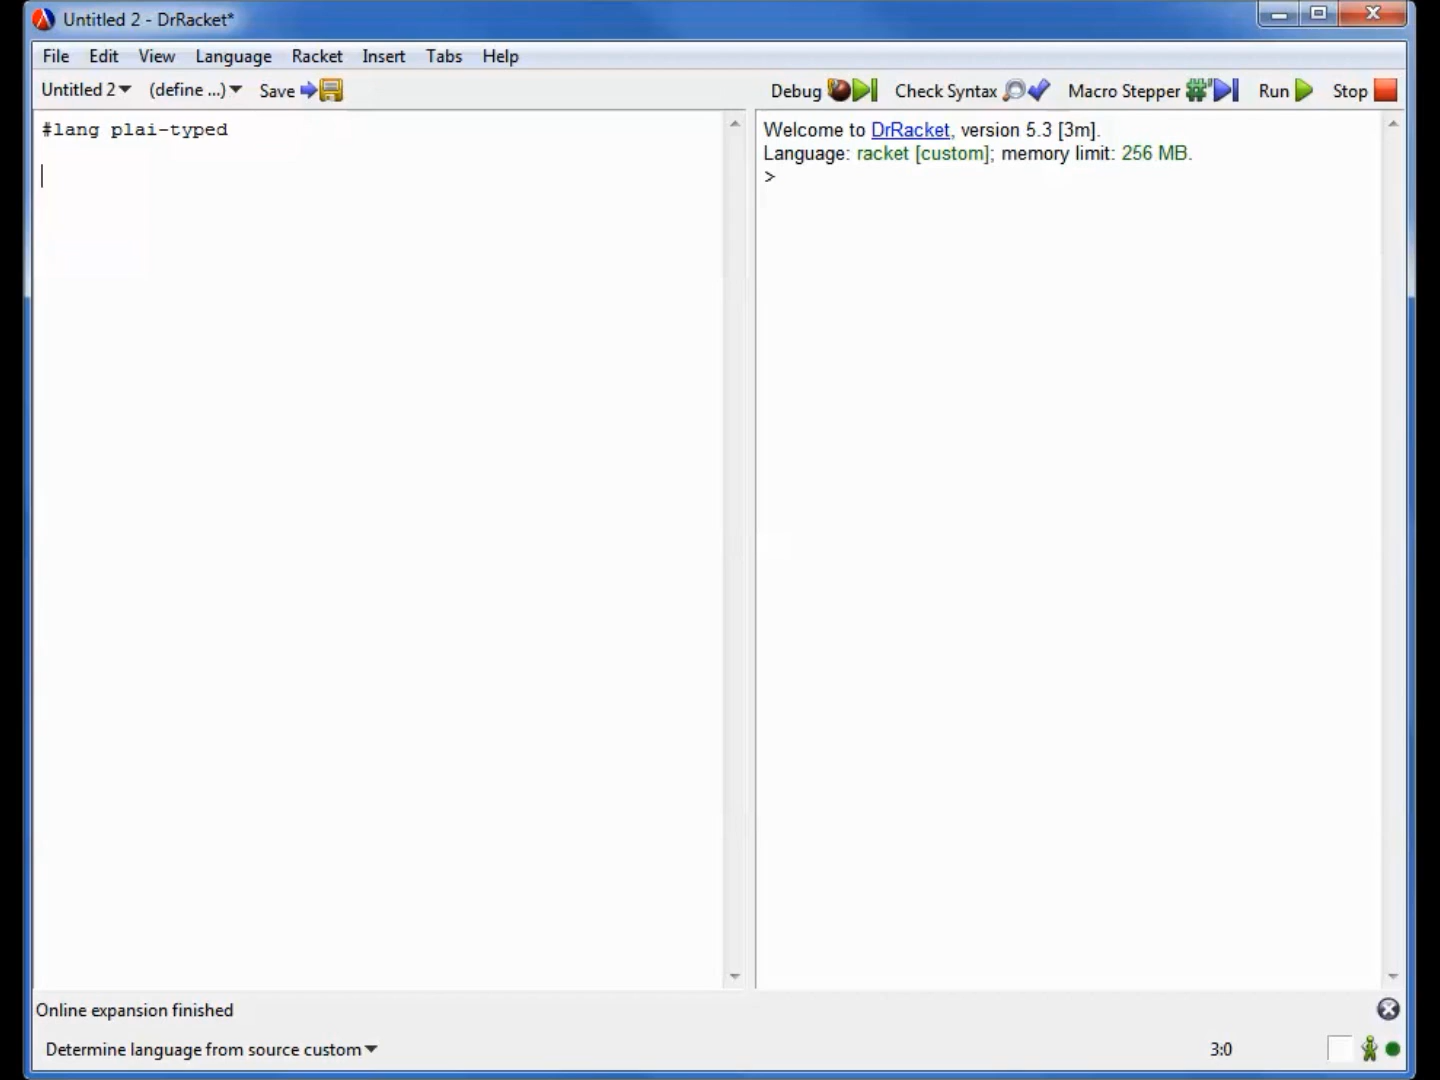 Untitled 2 - DrRacket*
File Edit View Language Racket Insert Tabs Help
Untitled 2 (define ...) Save Debug Check Syntax Macro Stepper Run Stop
#lang plai-typed
Welcome to DrRacket, version 5.3 [3m].
Language: racket [custom]; memory limit: 256 MB.
>
Online expansion finished
Determine language from source custom 3:0